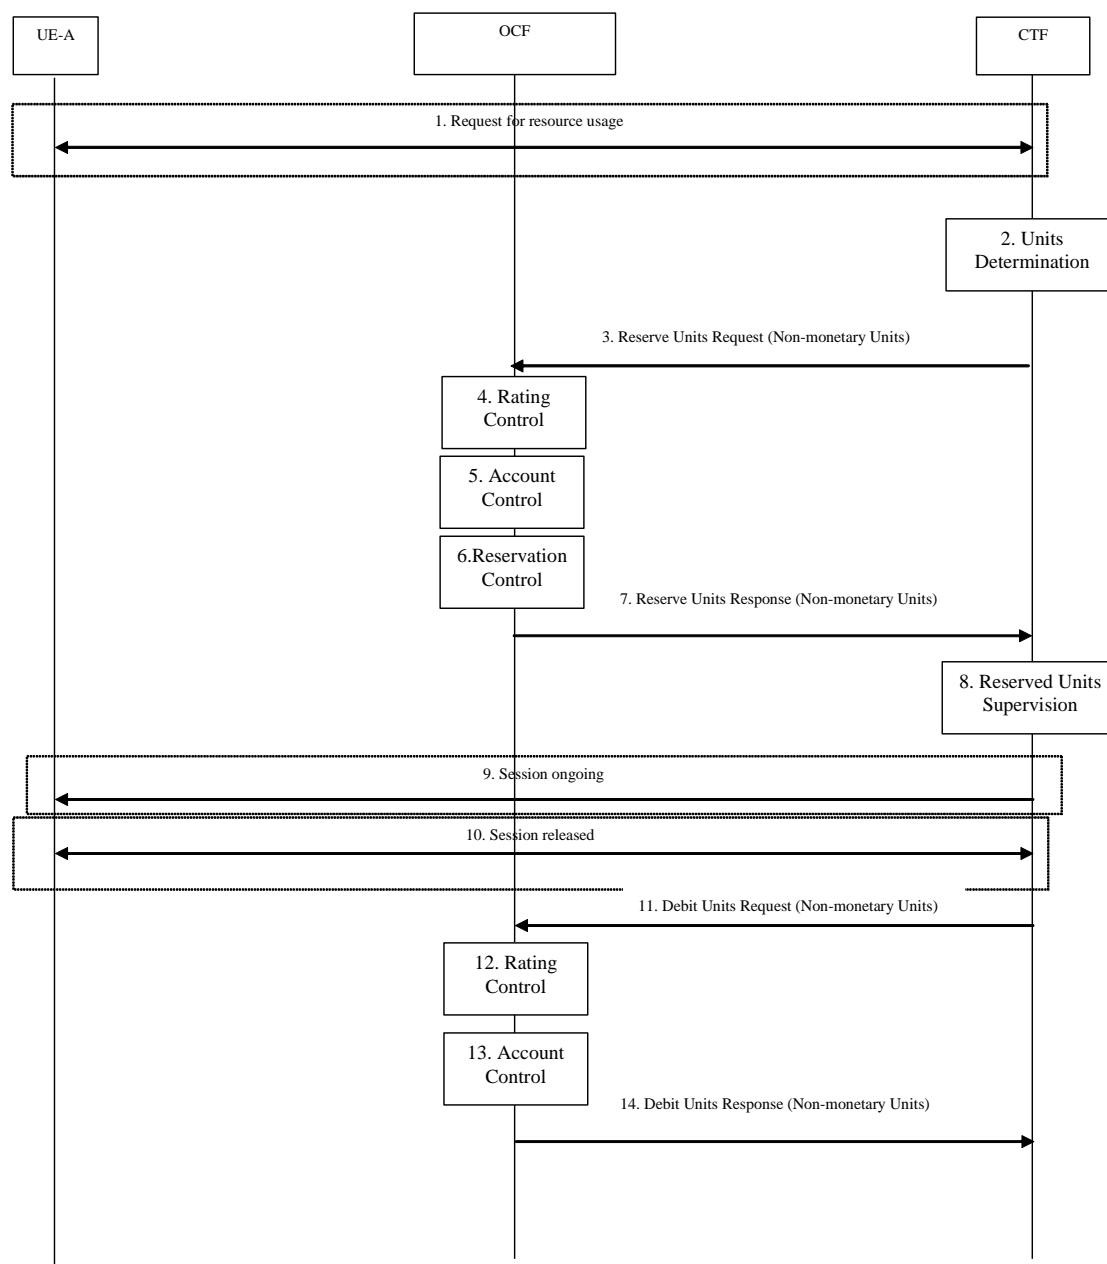 UE-A
OCF
CTF
1. Request for resource usage
2. Units
Determination
3. Reserve Units Request (Non-monetary Units)
4. Rating
Control
5. Account
Control
6.Reservation
Control
7. Reserve Units Response (Non-monetary Units)
8. Reserved Units
Supervision
9. Session ongoing
10. Session released
11. Debit Units Request (Non-monetary Units)
12. Rating
Control
13. Account
Control
14. Debit Units Response (Non-monetary Units)